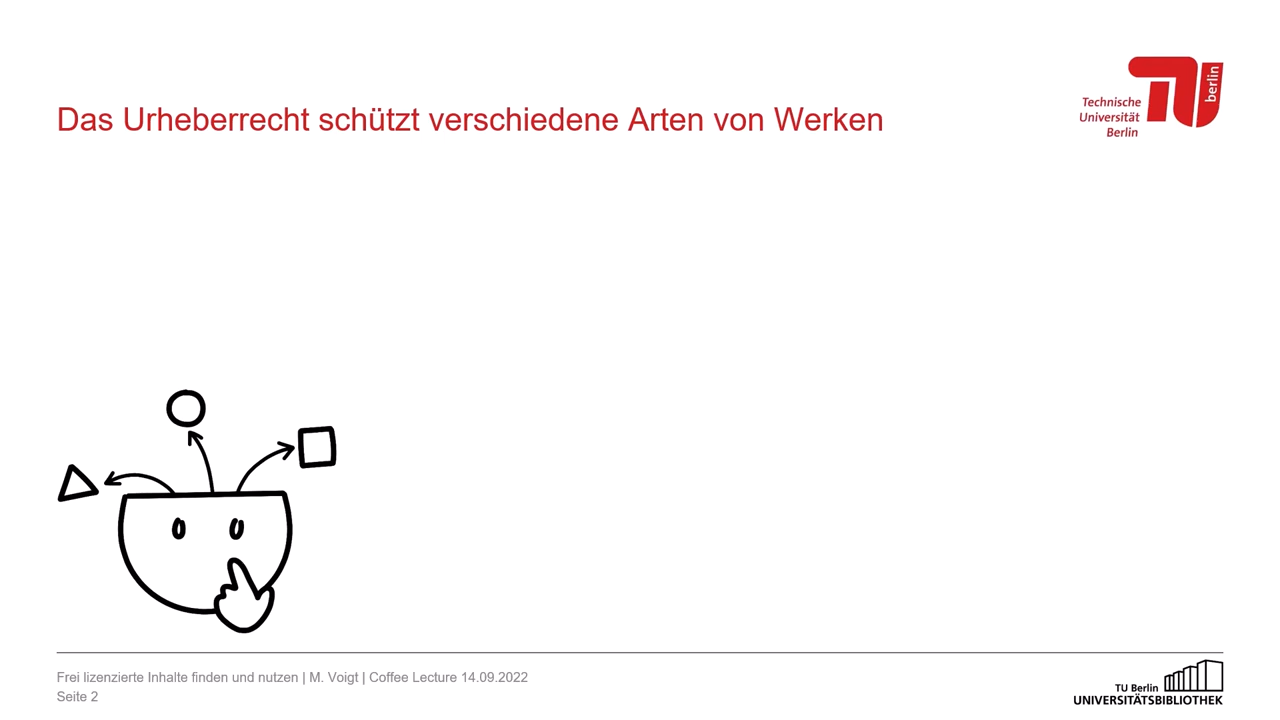 Das Urheberrecht schützt verschiedene Arten von Werken
Technische
Universität
Berlin
berlin
Frei lizenzierte Inhalte finden und nutzen | M. Voigt | Coffee Lecture 14.09.2022
Seite 2
TU Berlin
UNIVERSITÄTSBIBLIOTHEK